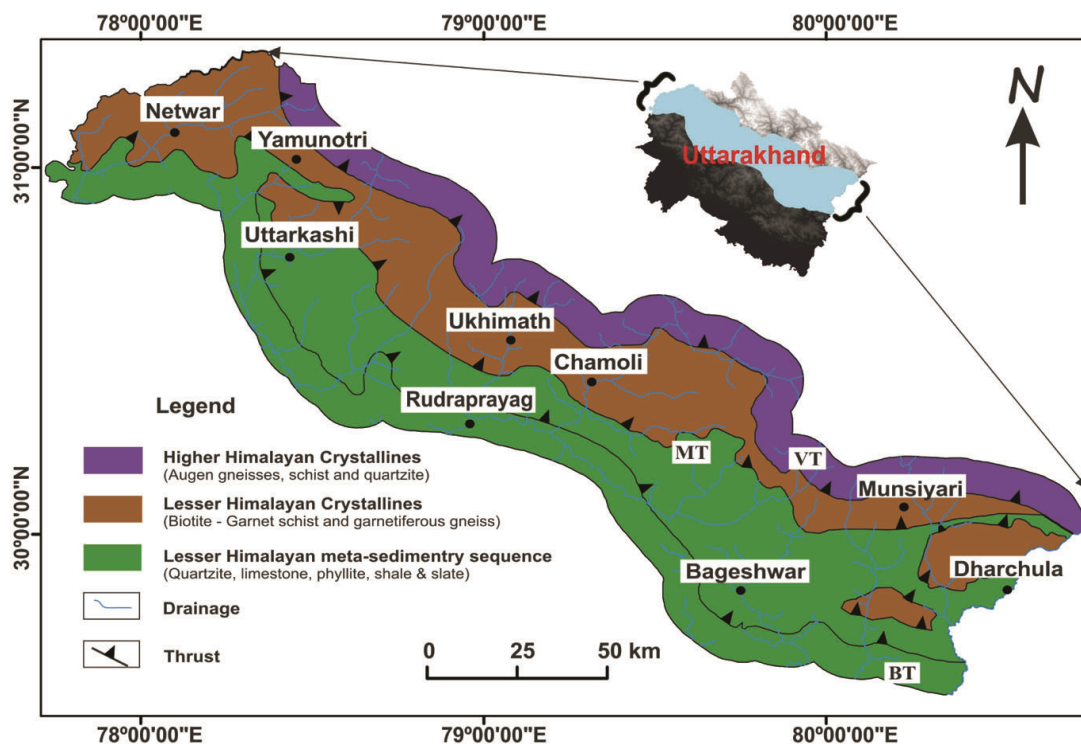 78°00'00"E
79°00'00"E
80°00'00"E
N
Netwar
Yamunotri
Uttarakhand
31°00'00"N
Uttarkashi
Ukhimath
Chamoli
Rudraprayag
Legend
MT
VT
Higher Himalayan Crystallines
(Augen gneisses, schist and quartzite)
Munsiyari
Lesser Himalayan Crystallines
(Biotite - Garnet schist and garnetiferous gneiss)
30°00'00"N
Lesser Himalayan meta-sedimentry sequence
(Quartzite, limestone, phyllite, shale & slate)
Bageshwar
Dharchula
Drainage
Thrust
0 25 50 km
BT
78°00'00"E
79°00'00"E
80°00'00"E